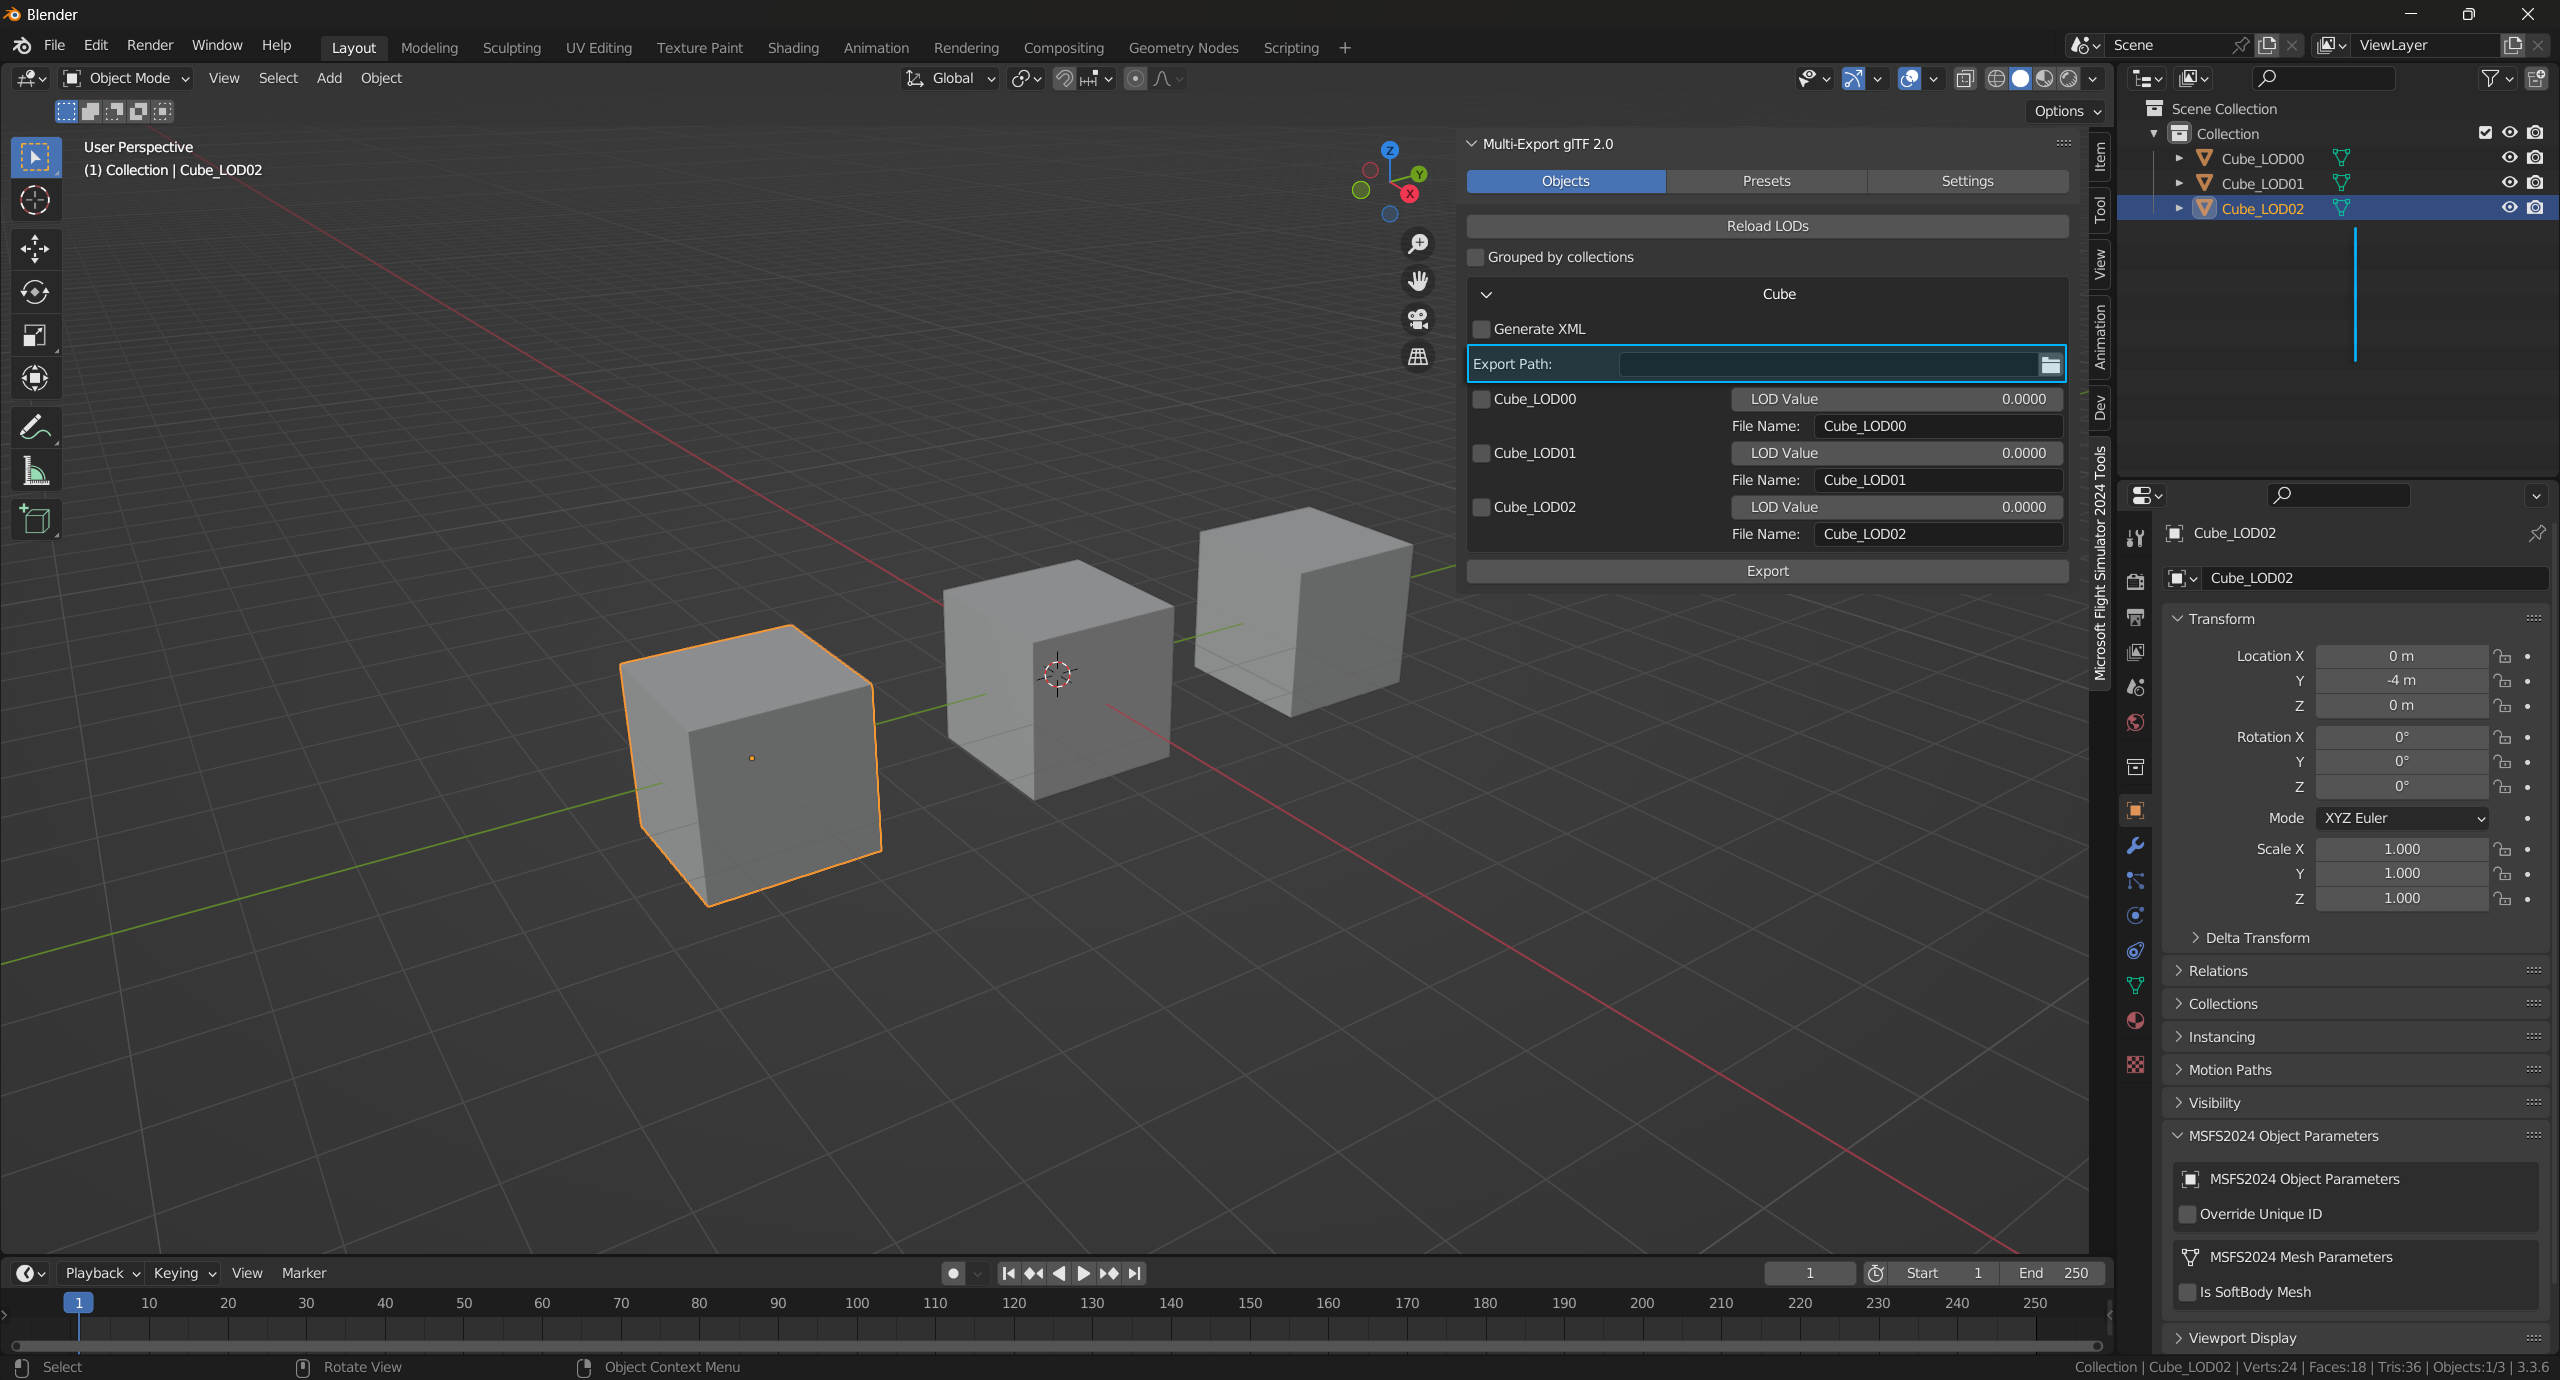 Blender
File Edit Render Window Help Layout Modeling Sculpting UV Editing Texture Paint Shading Animation Rendering Compositing Geometry Nodes Scripting + Scene ViewLayer
Object Mode View Select Add Object Global
Options
User Perspective
(1) Collection | Cube_LOD02
Z
Y
X
Multi-Export glTF 2.0
Objects Presets Settings
Reload LODs
Grouped by collections
Cube
Generate XML
Export Path:
Cube_LOD00 LOD Value 0.0000
File Name: Cube_LOD00
Cube_LOD01 LOD Value 0.0000
File Name: Cube_LOD01
Cube_LOD02 LOD Value 0.0000
File Name: Cube_LOD02
Export
Item
Tool
View
Animation
Dev
Microsoft Flight Simulator 2024 Tools
Scene Collection
Collection
Cube_LOD00
Cube_LOD01
Cube_LOD02
Cube_LOD02
Cube_LOD02
Transform
Location X 0 m
Y -4 m
Z 0 m
Rotation X 0°
Y 0°
Z 0°
Mode XYZ Euler
Scale X 1.000
Y 1.000
Z 1.000
Delta Transform
Relations
Collections
Instancing
Motion Paths
Visibility
MSFS2024 Object Parameters
MSFS2024 Object Parameters
Override Unique ID
MSFS2024 Mesh Parameters
Is SoftBody Mesh
Viewport Display
Playback Keying View Marker 1 Start 1 End 250
1 10 20 30 40 50 60 70 80 90 100 110 120 130 140 150 160 170 180 190 200 210 220 230 240 250
Select Rotate View Object Context Menu Collection | Cube_LOD02 | Verts:24 | Faces:18 | Tris:36 | Objects:1/3 | 3.3.6